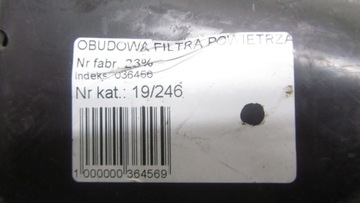 OBUDOWA FILTRA POWIETRZA
Nr fabr. 23%
indeks: 036456
Nr kat.: 19/246
1 000000 364569